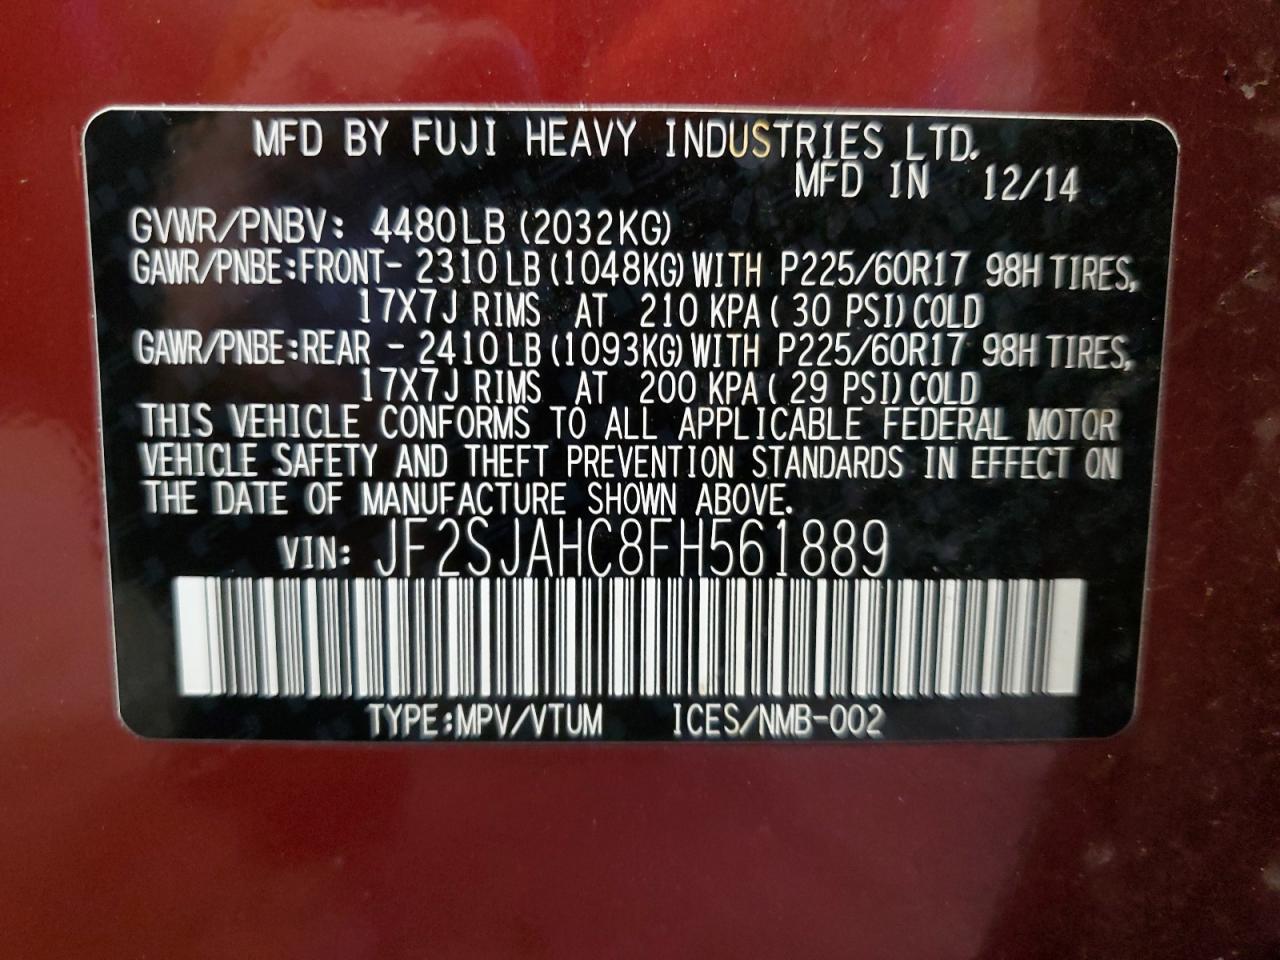 MFD BY FUJI HEAVY INDUSTRIES LTD.
MFD IN 12/14
GVWR/PNBV: 4480LB (2032KG)
GAWR/PNBE:FRONT- 2310LB(1048KG)WITH P225/60R17 98H TIRES,
17X7J RIMS AT 210 KPA( 30 PSI)COLD
GAWR/PNBE:REAR - 2410LB(1093KG)WITH P225/60R17 98H TIRES,
17X7J RIMS AT 200 KPA( 29 PSI)COLD
THIS VEHICLE CONFORMS TO ALL APPLICABLE FEDERAL MOTOR
VEHICLE SAFETY AND THEFT PREVENTION STANDARDS IN EFFECT ON
THE DATE OF MANUFACTURE SHOWN ABOVE.
VIN: JF2SJAHC8FH561889
TYPE:MPV/VTUM ICES/NMB-002